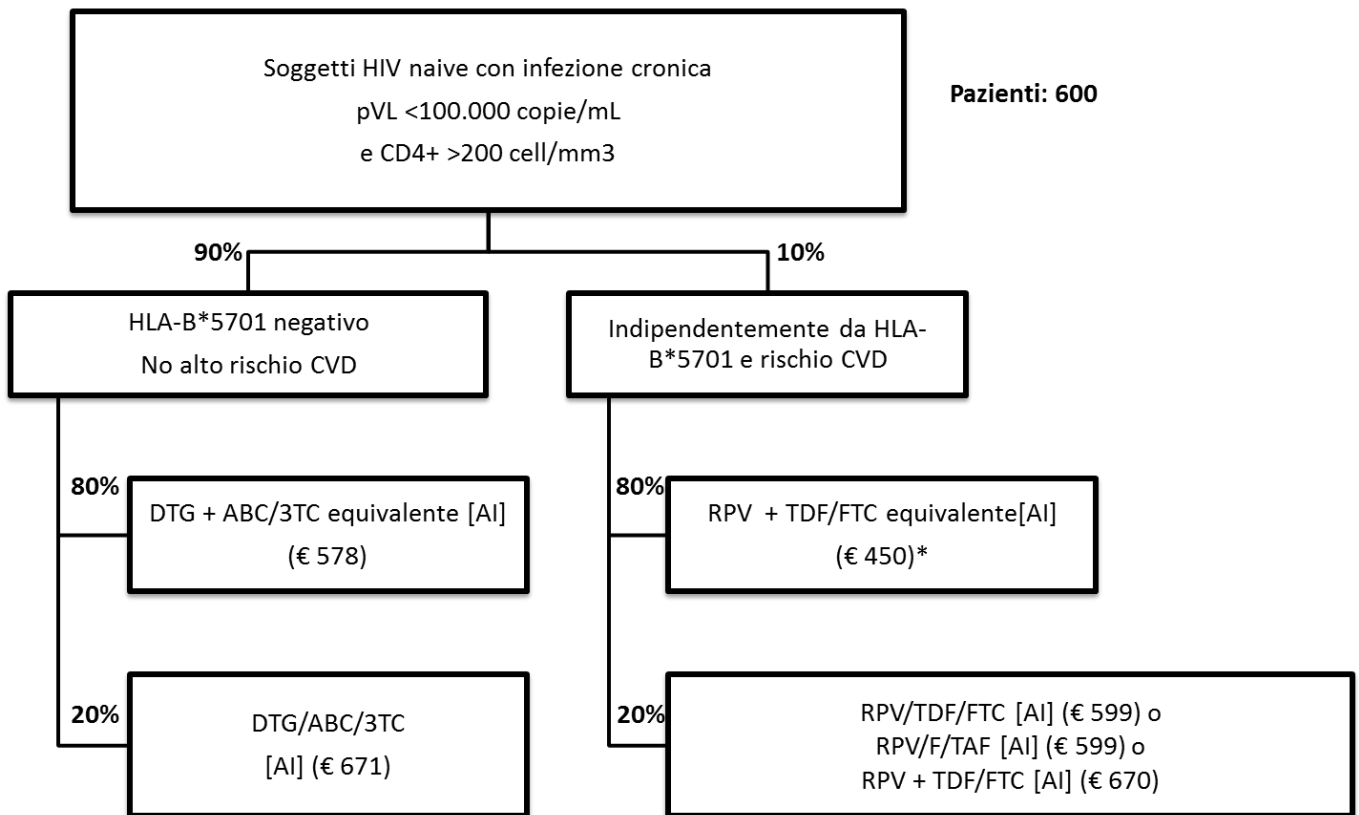 Soggetti HIV naive con infezione cronica
pVL <100.000 copie/mL
e CD4+ >200 cell/mm3
Pazienti: 600
90%
10%
HLA-B*5701 negativo
No alto rischio CVD
Indipendentemente da HLA-
B*5701 e rischio CVD
80%
DTG + ABC/3TC equivalente [AI]
(€ 578)
80%
RPV + TDF/FTC equivalente[AI]
(€ 450)*
20%
DTG/ABC/3TC
[AI] (€ 671)
20%
RPV/TDF/FTC [AI] (€ 599) o
RPV/F/TAF [AI] (€ 599) o
RPV + TDF/FTC [AI] (€ 670)